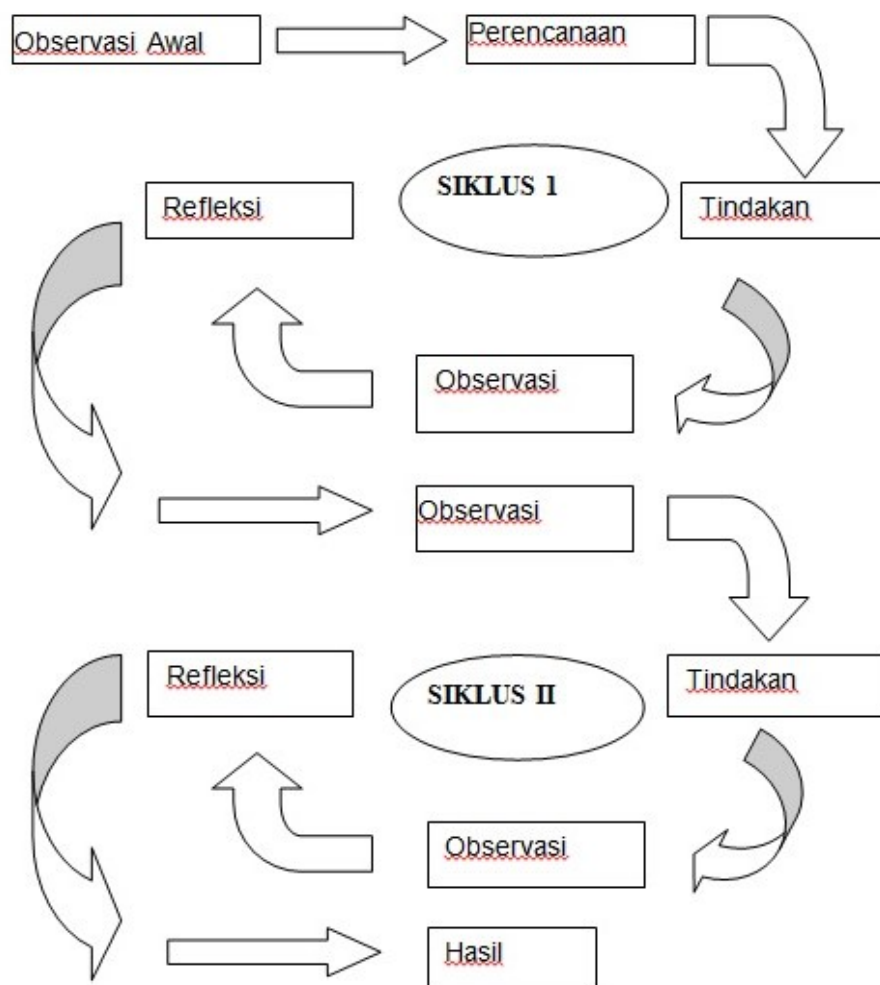 Observasi Awal
Perencanaan
SIKLUS 1
Refleksi
Tindakan
Observasi
Observasi
Refleksi
SIKLUS II
Tindakan
Observasi
Hasil